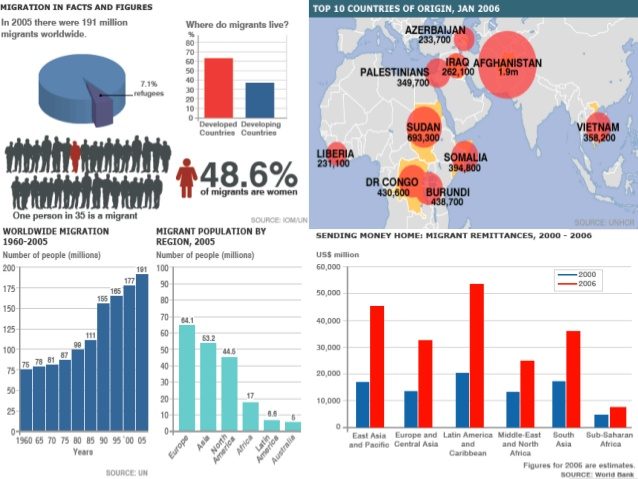 MIGRATION IN FACTS AND FIGURES
In 2005 there were 191 million
migrants worldwide.
7.1%
refugees
Where do migrants live?
%
80
70
60
50
40
30
20
10
0
Developed Countries
Developing Countries
48.6%
of migrants are women
One person in 35 is a migrant
SOURCE: IOM/UN
TOP 10 COUNTRIES OF ORIGIN, JAN 2006
AZERBAIJAN
233,700
IRAQ
262,100
AFGHANISTAN
1.9m
PALESTINIANS
349,700
SUDAN
693,300
VIETNAM
358,200
LIBERIA
231,100
SOMALIA
394,800
DR CONGO
430,600
BURUNDI
438,700
SOURCE: UNHCR
WORLDWIDE MIGRATION
1960-2005
Number of people (millions)
200
175
150
125
100
75
50
25
0
75 78 81 87 99 111 155 165 177 191
1960 65 70 75 80 85 90 95 '00 05
Years
SOURCE: UN
MIGRANT POPULATION BY
REGION, 2005
Number of people (millions)
100
90
80
70
60
50
40
30
20
10
0
64.1 53.2 44.5 17 6.6 5
Europe
Asia
North America
Africa
Latin America
Australia
SENDING MONEY HOME: MIGRANT REMITTANCES, 2000 - 2006
US$ million
60,000
50,000
40,000
30,000
20,000
10,000
0
2000
2006
East Asia and Pacific
Europe and Central Asia
Latin America and Caribbean
Middle-East and North Africa
South Asia
Sub-Saharan Africa
Figures for 2006 are estimates.
SOURCE: World Bank